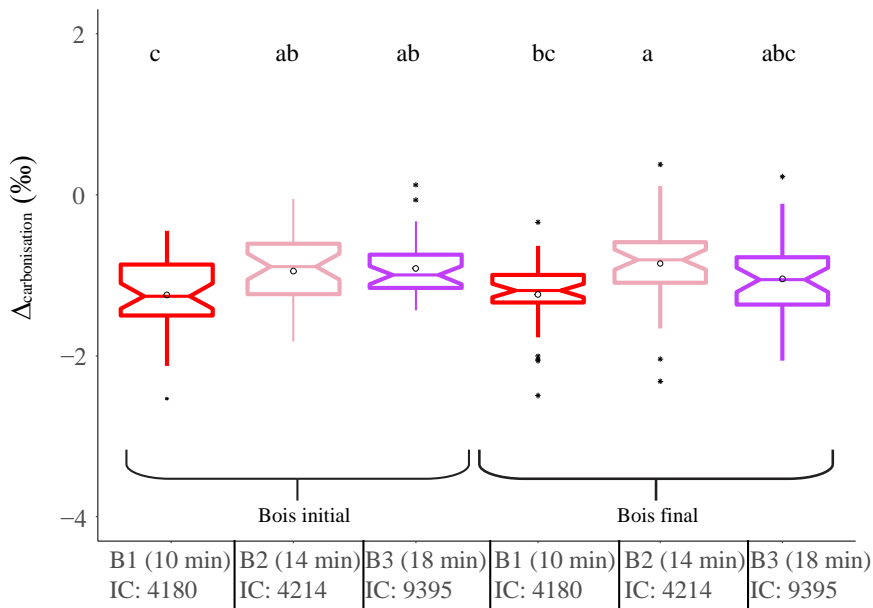 2
c ab ab bc a abc
0
Δcarbonisation (‰)
−2
−4
Bois initial Bois final
B1 (10 min) B2 (14 min) B3 (18 min) B1 (10 min) B2 (14 min) B3 (18 min)
IC: 4180 IC: 4214 IC: 9395 IC: 4180 IC: 4214 IC: 9395